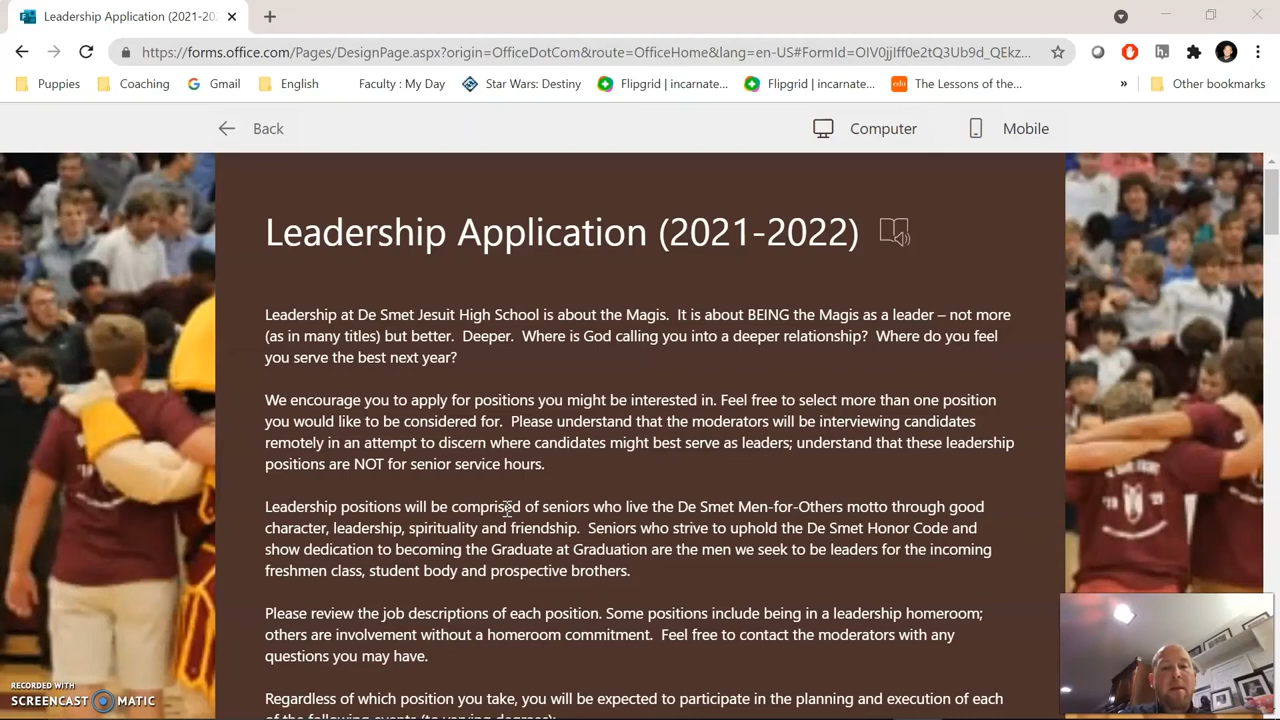 Leadership Application (2021-20
https://forms.office.com/Pages/DesignPage.aspx?origin=OfficeDotCom&route=OfficeHome&lang=en-US#FormId=OIV0jjIff0e2tQ3Ub9d_QEkz...
Puppies Coaching Gmail English Faculty : My Day Star Wars: Destiny Flipgrid | incarnate... Flipgrid | incarnate... The Lessons of the... » Other bookmarks
Back Computer Mobile
Leadership Application (2021-2022)
Leadership at De Smet Jesuit High School is about the Magis. It is about BEING the Magis as a leader – not more
(as in many titles) but better. Deeper. Where is God calling you into a deeper relationship? Where do you feel
you serve the best next year?
We encourage you to apply for positions you might be interested in. Feel free to select more than one position
you would like to be considered for. Please understand that the moderators will be interviewing candidates
remotely in an attempt to discern where candidates might best serve as leaders; understand that these leadership
positions are NOT for senior service hours.
Leadership positions will be comprised of seniors who live the De Smet Men-for-Others motto through good
character, leadership, spirituality and friendship. Seniors who strive to uphold the De Smet Honor Code and
show dedication to becoming the Graduate at Graduation are the men we seek to be leaders for the incoming
freshmen class, student body and prospective brothers.
Please review the job descriptions of each position. Some positions include being in a leadership homeroom;
others are involvement without a homeroom commitment. Feel free to contact the moderators with any
questions you may have.
Regardless of which position you take, you will be expected to participate in the planning and execution of each
of the following events (to varying degrees):
RECORDED WITH
SCREENCAST MATIC